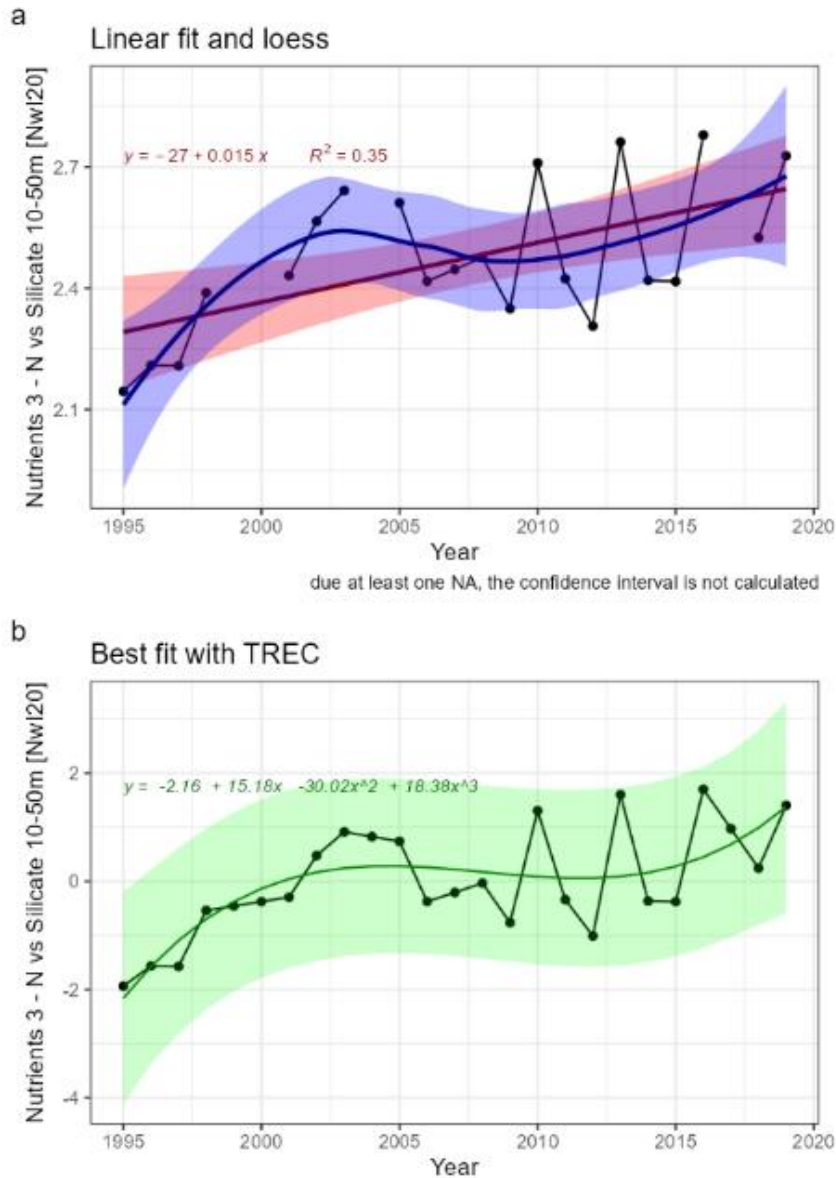 a
Linear fit and loess
Nutrients 3 - N vs Silicate 10-50m [NwI20]
y = − 27 + 0.015 x R² = 0.35
2.7
2.4
2.1
1995 2000 2005 2010 2015 2020
Year
due at least one NA, the confidence interval is not calculated
b
Best fit with TREC
Nutrients 3 - N vs Silicate 10-50m [NwI20]
y = -2.16 + 15.18x -30.02x^2 + 18.38x^3
2
0
-2
-4
1995 2000 2005 2010 2015 2020
Year